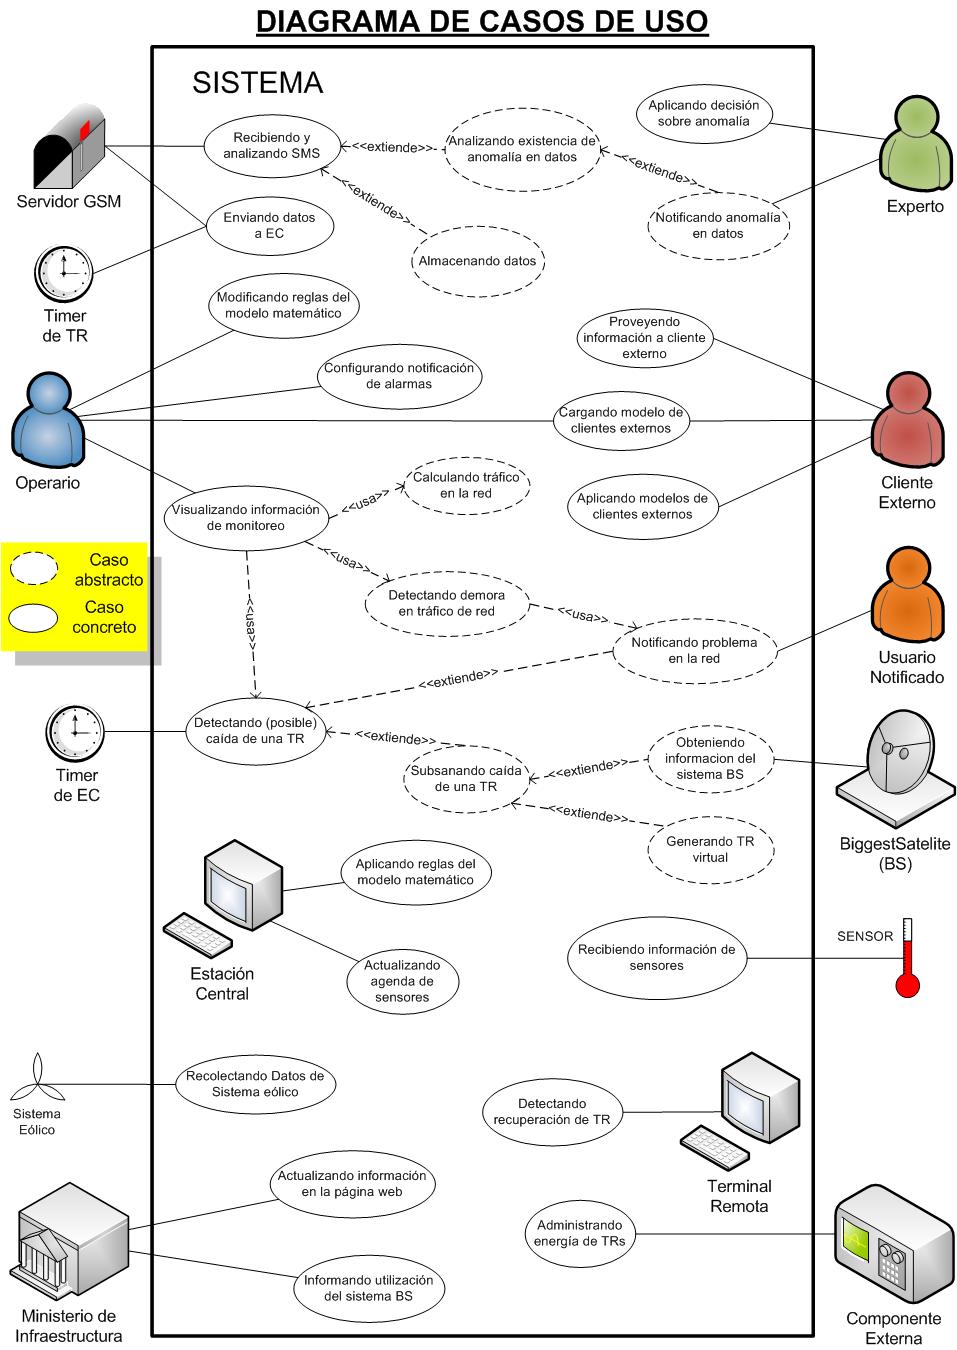 DIAGRAMA DE CASOS DE USO
SISTEMA
Servidor GSM
Recibiendo y
analizando SMS
<<extiende>>
Analizando existencia de
anomalía en datos
Aplicando decisión
sobre anomalía
<<extiende>>
Experto
Enviando datos
a EC
<<extiende>>
Almacenando datos
Notificando anomalía
en datos
Timer
de TR
Modificando reglas del
modelo matemático
Proveyendo
información a cliente
externo
Configurando notificación
de alarmas
Cargando modelo de
clientes externos
Operario
Cliente
Externo
Calculando tráfico
en la red
Aplicando modelos de
clientes externos
Visualizando información
de monitoreo
<<usa>>
<<usa>>
<<usa>>
Caso
abstracto
Caso
concreto
Detectando demora
en tráfico de red
<<usa>>
Notificando problema
en la red
Usuario
Notificado
<<extiende>>
Detectando (posible)
caída de una TR
Timer
de EC
<<extiende>>
Subsanando caída
de una TR
<<extiende>>
Obteniendo
informacion del
sistema BS
<<extiende>>
Generando TR
virtual
BiggestSatelite
(BS)
Aplicando reglas del
modelo matemático
Estación
Central
Actualizando
agenda de
sensores
Recibiendo información de
sensores
SENSOR
Sistema
Eólico
Recolectando Datos de
Sistema eólico
Detectando
recuperación de TR
Terminal
Remota
Actualizando información
en la página web
Administrando
energía de TRs
Informando utilización
del sistema BS
Ministerio de
Infraestructura
Componente
Externa